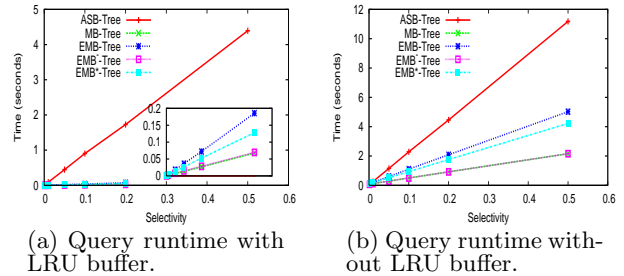 ASB-Tree
MB-Tree
EMB-Tree
EMB⁻-Tree
EMB*-Tree
Time (seconds)
5
4
3
2
1
0
0.2
0.15
0.1
0.05
0
0 0.1 0.2 0.3 0.4 0.5 0.6
Selectivity
(a) Query runtime with
LRU buffer.
ASB-Tree
MB-Tree
EMB-Tree
EMB⁻-Tree
EMB*-Tree
Time (seconds)
12
10
8
6
4
2
0
0 0.1 0.2 0.3 0.4 0.5 0.6
Selectivity
(b) Query runtime with-
out LRU buffer.